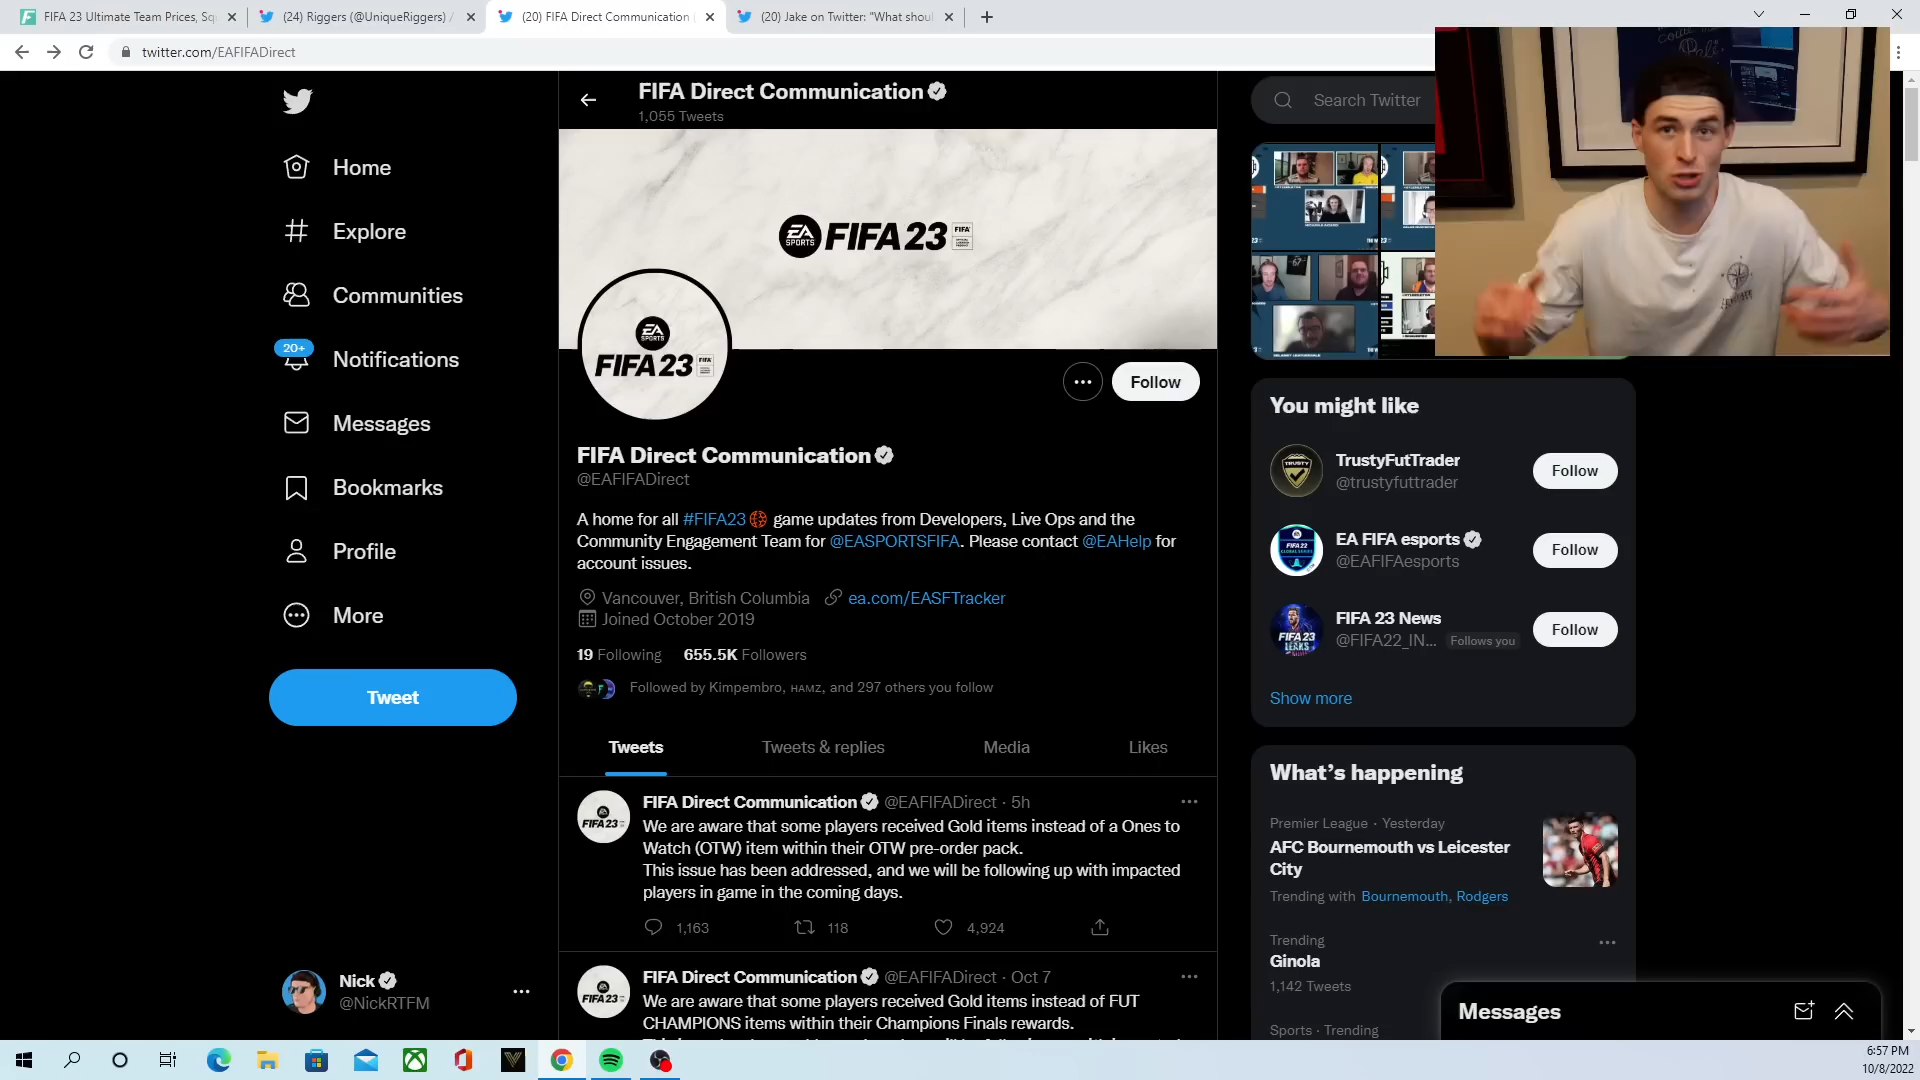 FIFA 23 Ultimate Team Prices, Sq
(24) Riggers (@UniqueRiggers) /
(20) FIFA Direct Communication
(20) Jake on Twitter: "What shoul
twitter.com/EAFIFADirect
FIFA Direct Communication
1,055 Tweets
Search Twitter
Home
Explore
Communities
20+
Notifications
Messages
Bookmarks
Profile
More
Tweet
Nick
@NickRTFM
EA SPORTS FIFA 23
EA SPORTS
FIFA 23
Follow
FIFA Direct Communication
@EAFIFADirect
A home for all #FIFA23 game updates from Developers, Live Ops and the
Community Engagement Team for @EASPORTSFIFA. Please contact @EAHelp for
account issues.
Vancouver, British Columbia ea.com/EASFTracker
Joined October 2019
19 Following 655.5K Followers
Followed by Kimpembro, ʜᴀᴍᴢ, and 297 others you follow
Tweets Tweets & replies Media Likes
FIFA Direct Communication @EAFIFADirect · 5h
We are aware that some players received Gold items instead of a Ones to
Watch (OTW) item within their OTW pre-order pack.
This issue has been addressed, and we will be following up with impacted
players in game in the coming days.
1,163 118 4,924
FIFA Direct Communication @EAFIFADirect · Oct 7
We are aware that some players received Gold items instead of FUT
CHAMPIONS items within their Champions Finals rewards.
You might like
TrustyFutTrader
@trustyfuttrader
Follow
EA FIFA esports
@EAFIFAesports
Follow
FIFA 23 News
@FIFA22_IN... Follows you
Follow
Show more
What's happening
Premier League · Yesterday
AFC Bournemouth vs Leicester
City
Trending with Bournemouth, Rodgers
Trending
Ginola
1,142 Tweets
Sports · Trending
Messages
6:57 PM
10/8/2022